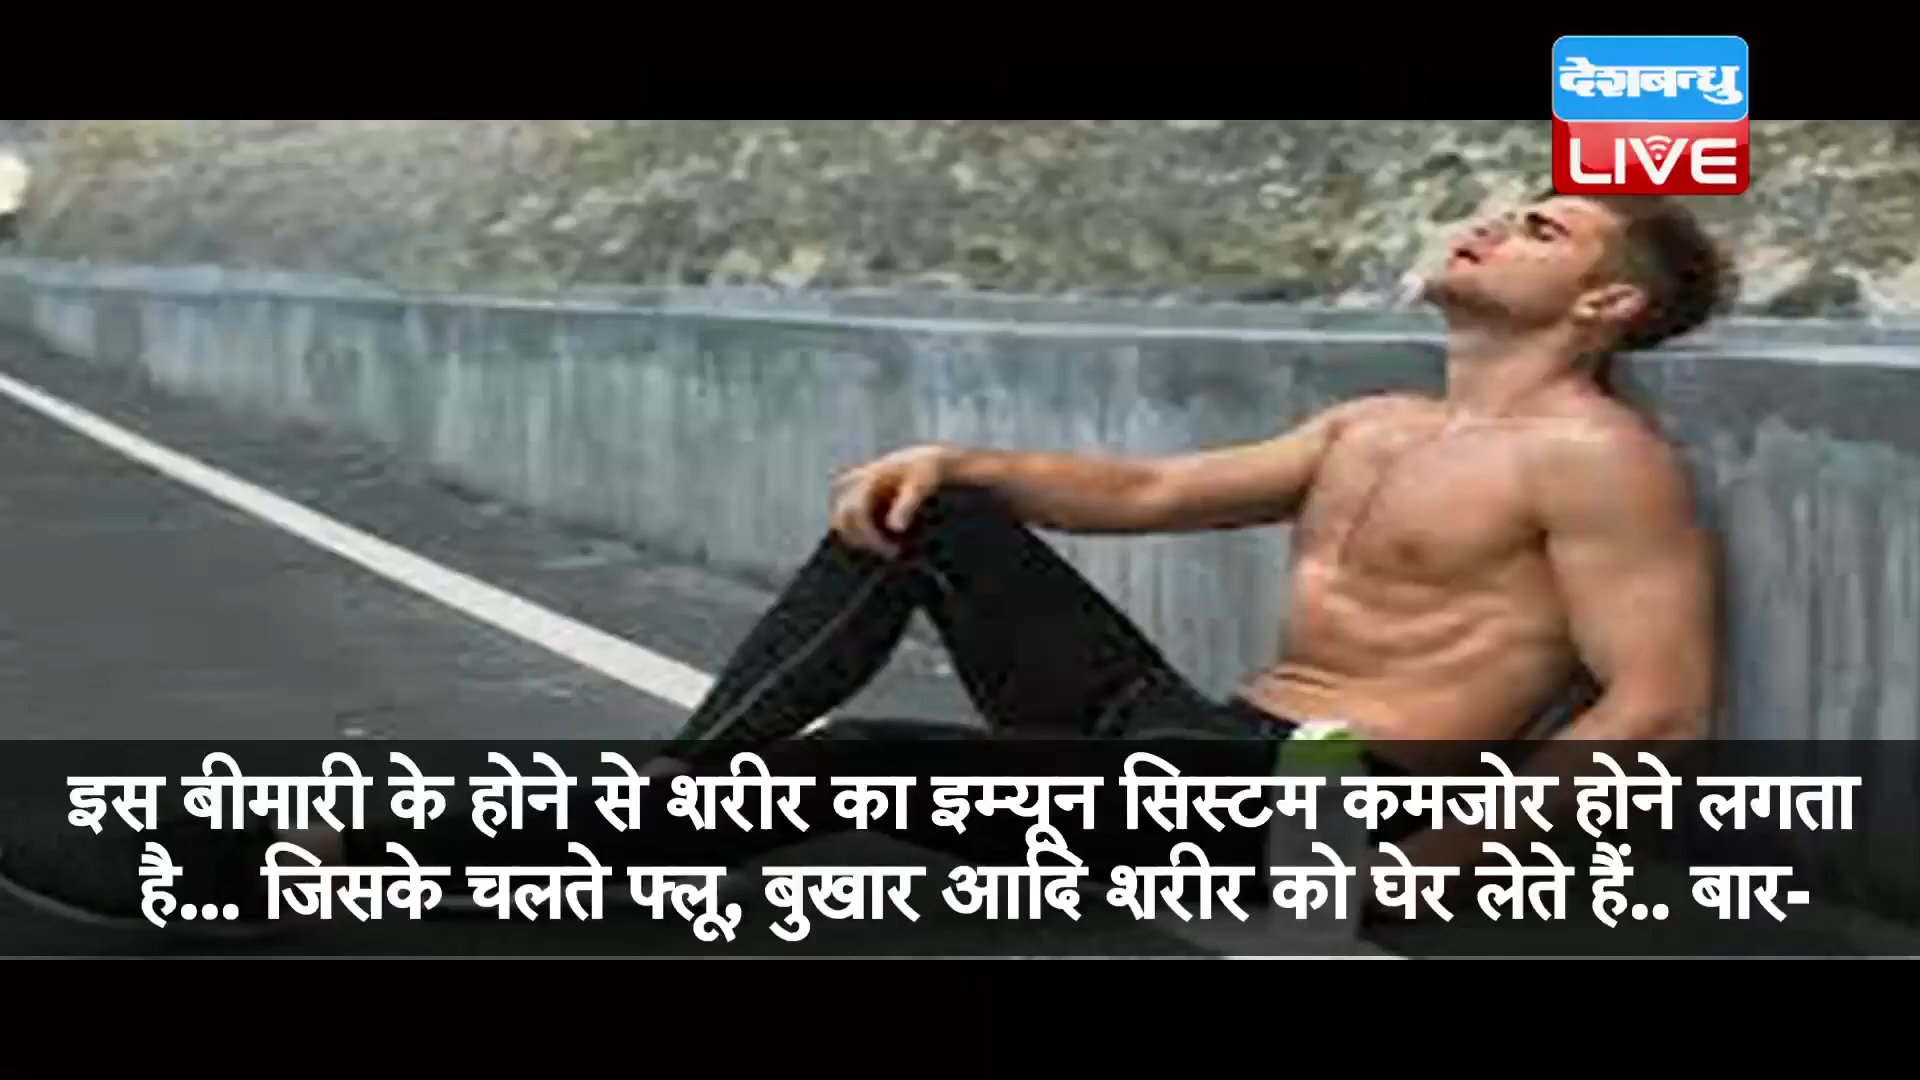 देशबन्धु
LIVE
इस बीमारी के होने से शरीर का इम्यून सिस्टम कमजोर होने लगता
है... जिसके चलते फ्लू, बुखार आदि शरीर को घेर लेते हैं.. बार-